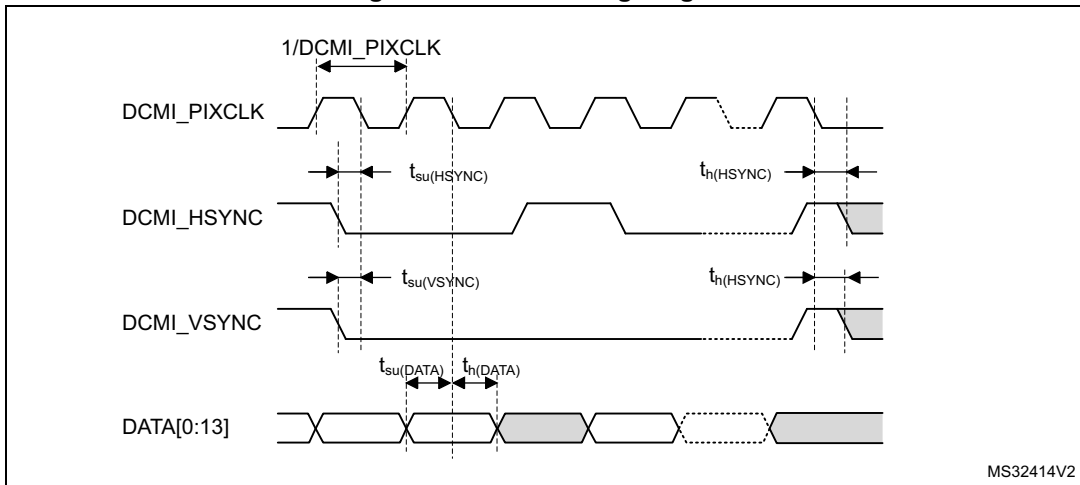 1/DCMI_PIXCLK
DCMI_PIXCLK
tsu(HSYNC)
th(HSYNC)
DCMI_HSYNC
tsu(VSYNC)
th(HSYNC)
DCMI_VSYNC
tsu(DATA) th(DATA)
DATA[0:13]
MS32414V2